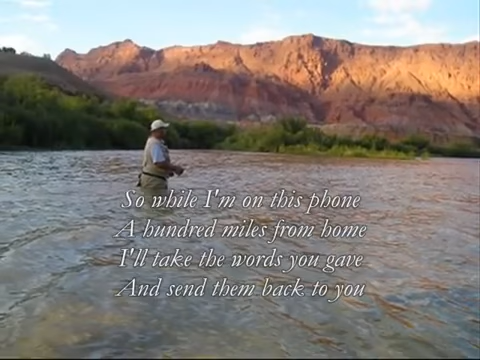 So while I'm on this phone
A hundred miles from home
I'll take the words you gave
And send them back to you